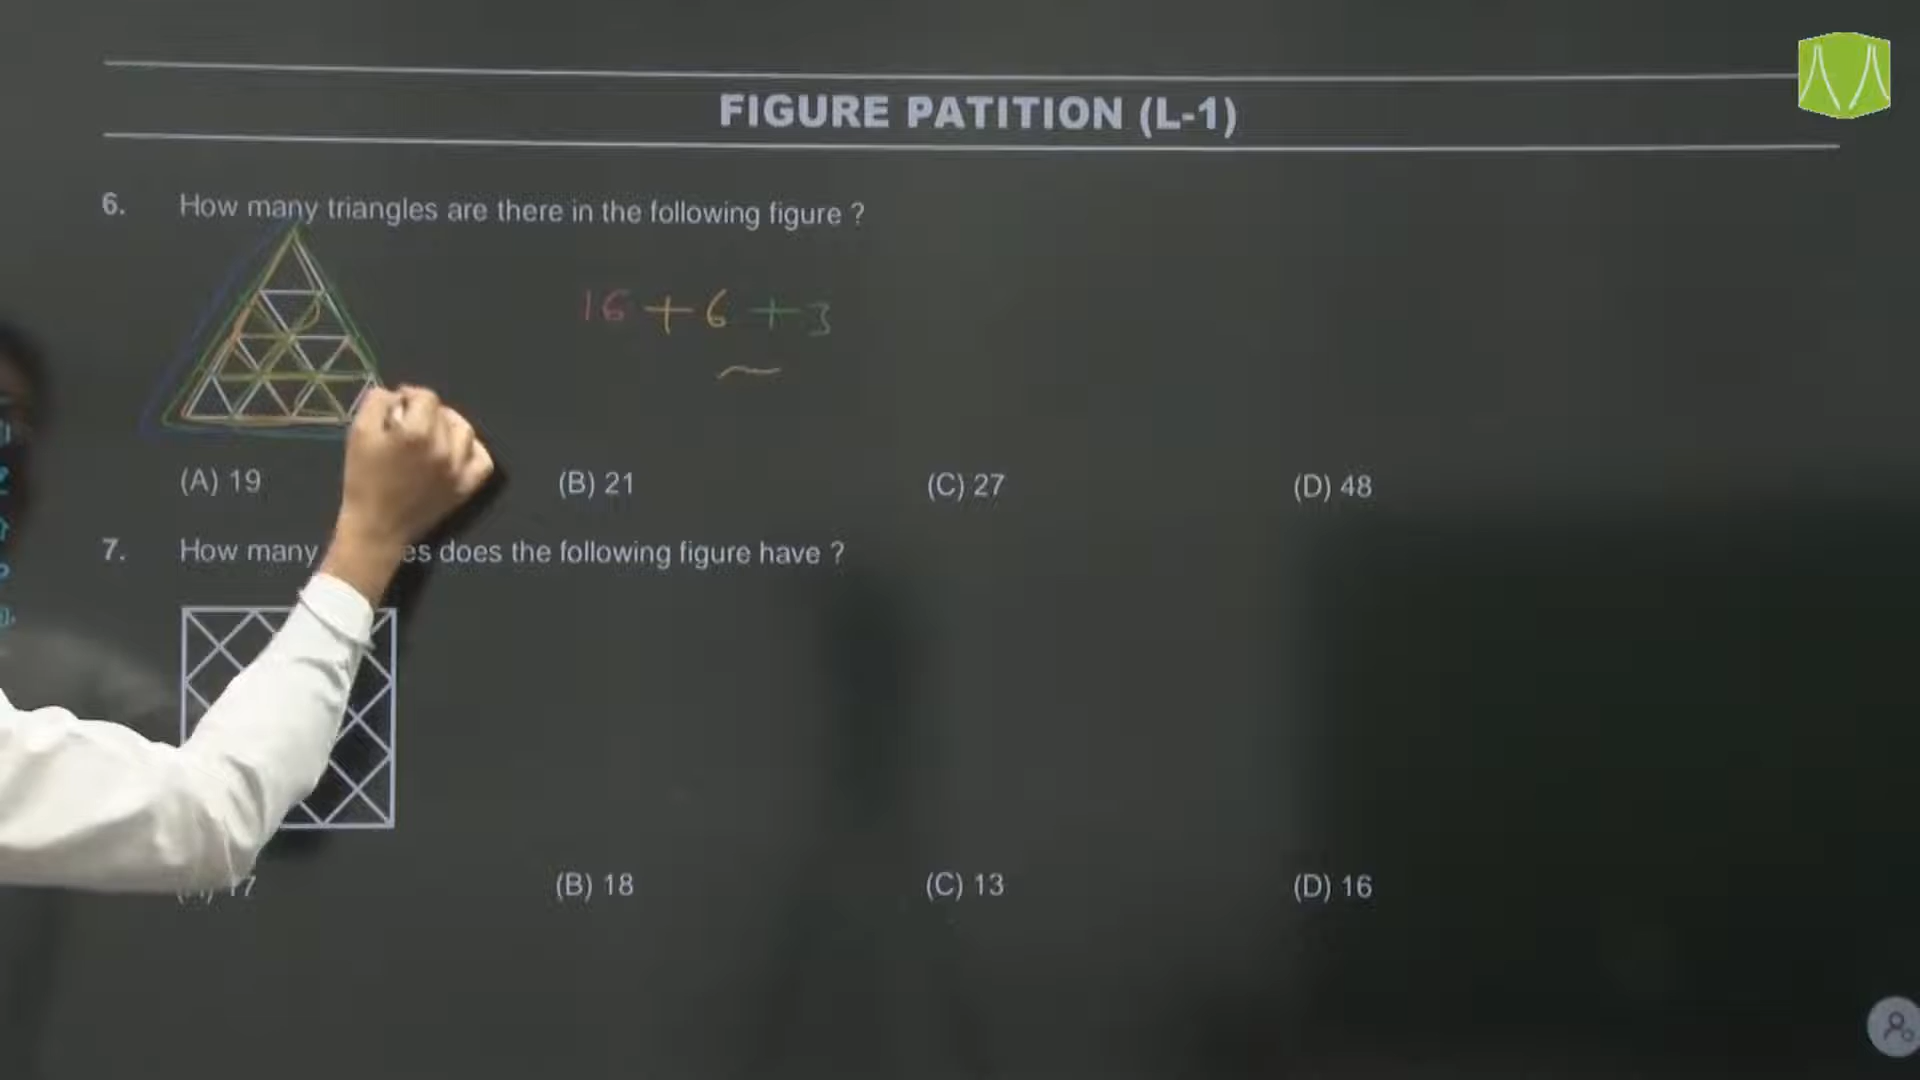 FIGURE PATITION (L-1)
6. How many triangles are there in the following figure ?
16 + 6 + 3
(A) 19 (B) 21 (C) 27 (D) 48
7. How many es does the following figure have ?
17 (B) 18 (C) 13 (D) 16